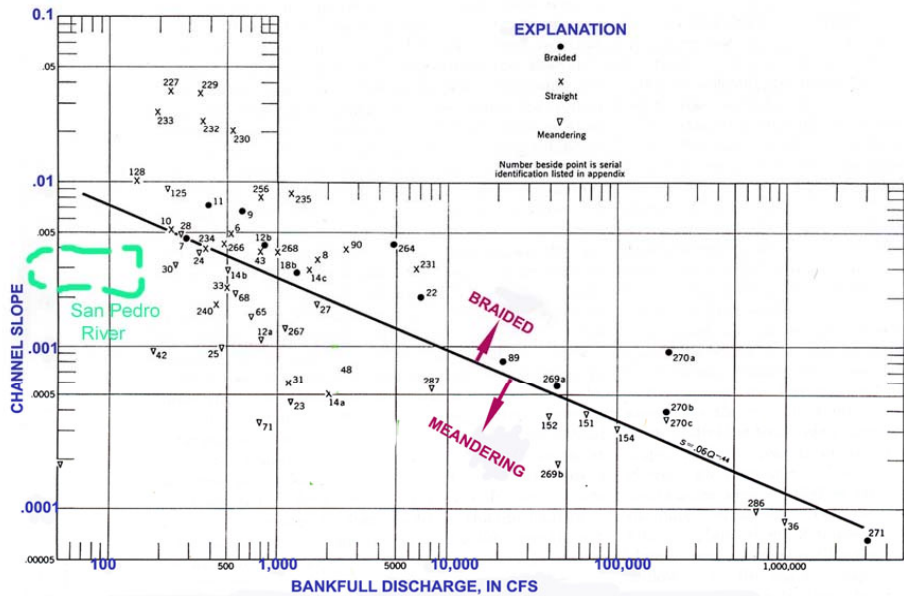 0.1
EXPLANATION
Braided
Straight
Meandering
Number beside point is serial
identification listed in appendix
.05
227 229
233 232 230
.01
128 125 11 9 256 235
.005
10 28 7 234 24 266 6 12b 43 268 8 90 264
30 14b 18b 14c 231
San Pedro
River
33 68 240 65 27 22
BRAIDED
12a 267
.001
42 25 89 270a
48 269a
31 287
.0005
23 14a 71 152 151 154 270b 270c
MEANDERING
S=.06Q⁻·⁴⁴
269b
.0001
286 36 271
.00005
100 500 1,000 5000 10,000 50,000 100,000 1,000,000
CHANNEL SLOPE
BANKFULL DISCHARGE, IN CFS